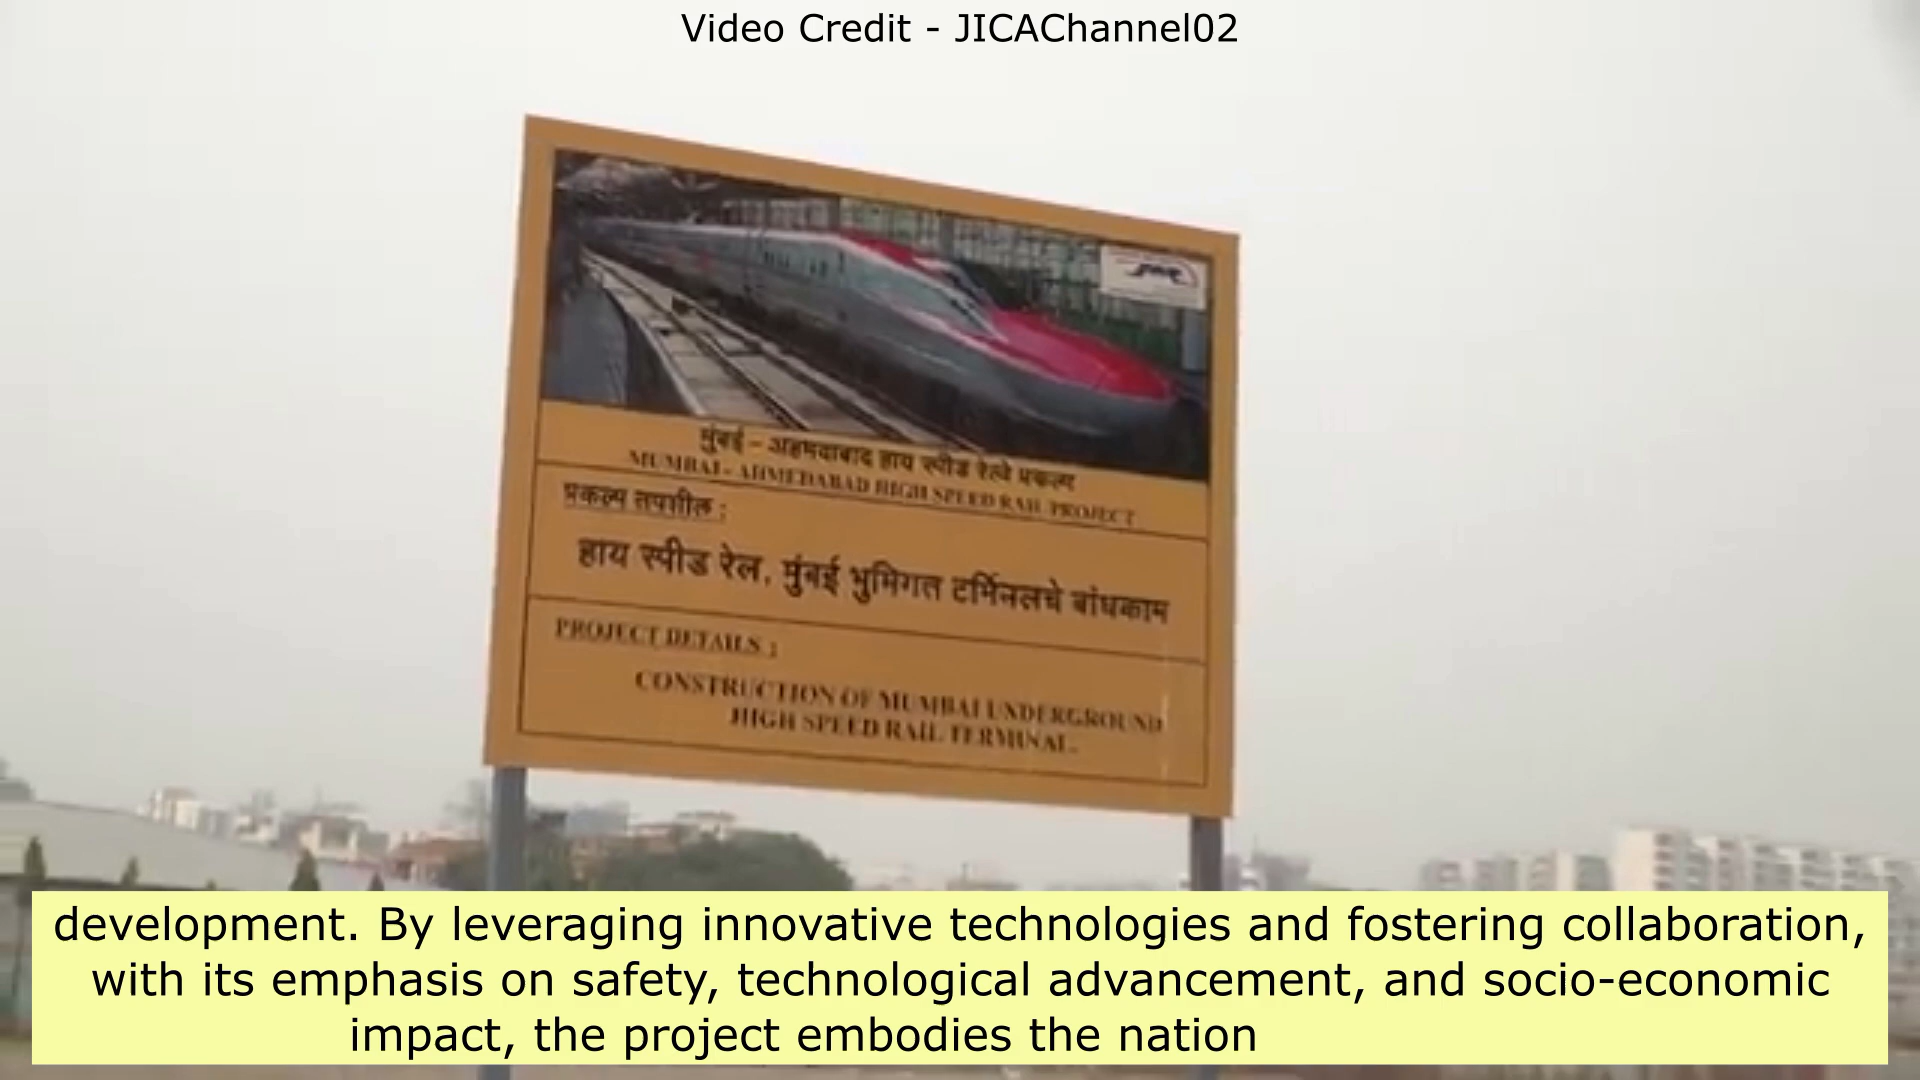 Video Credit - JICAChannel02
मुंबई - अहमदाबाद हाय स्पीड रेल्वे प्रकल्प
MUMBAI - AHMEDABAD HIGH SPEED RAIL PROJECT
प्रकल्प तपशील :
हाय स्पीड रेल, मुंबई भुमिगत टर्मिनलचे बांधकाम
PROJECT DETAILS :
CONSTRUCTION OF MUMBAI UNDERGROUND
HIGH SPEED RAIL TERMINAL.
development. By leveraging innovative technologies and fostering collaboration,
with its emphasis on safety, technological advancement, and socio-economic
impact, the project embodies the nation